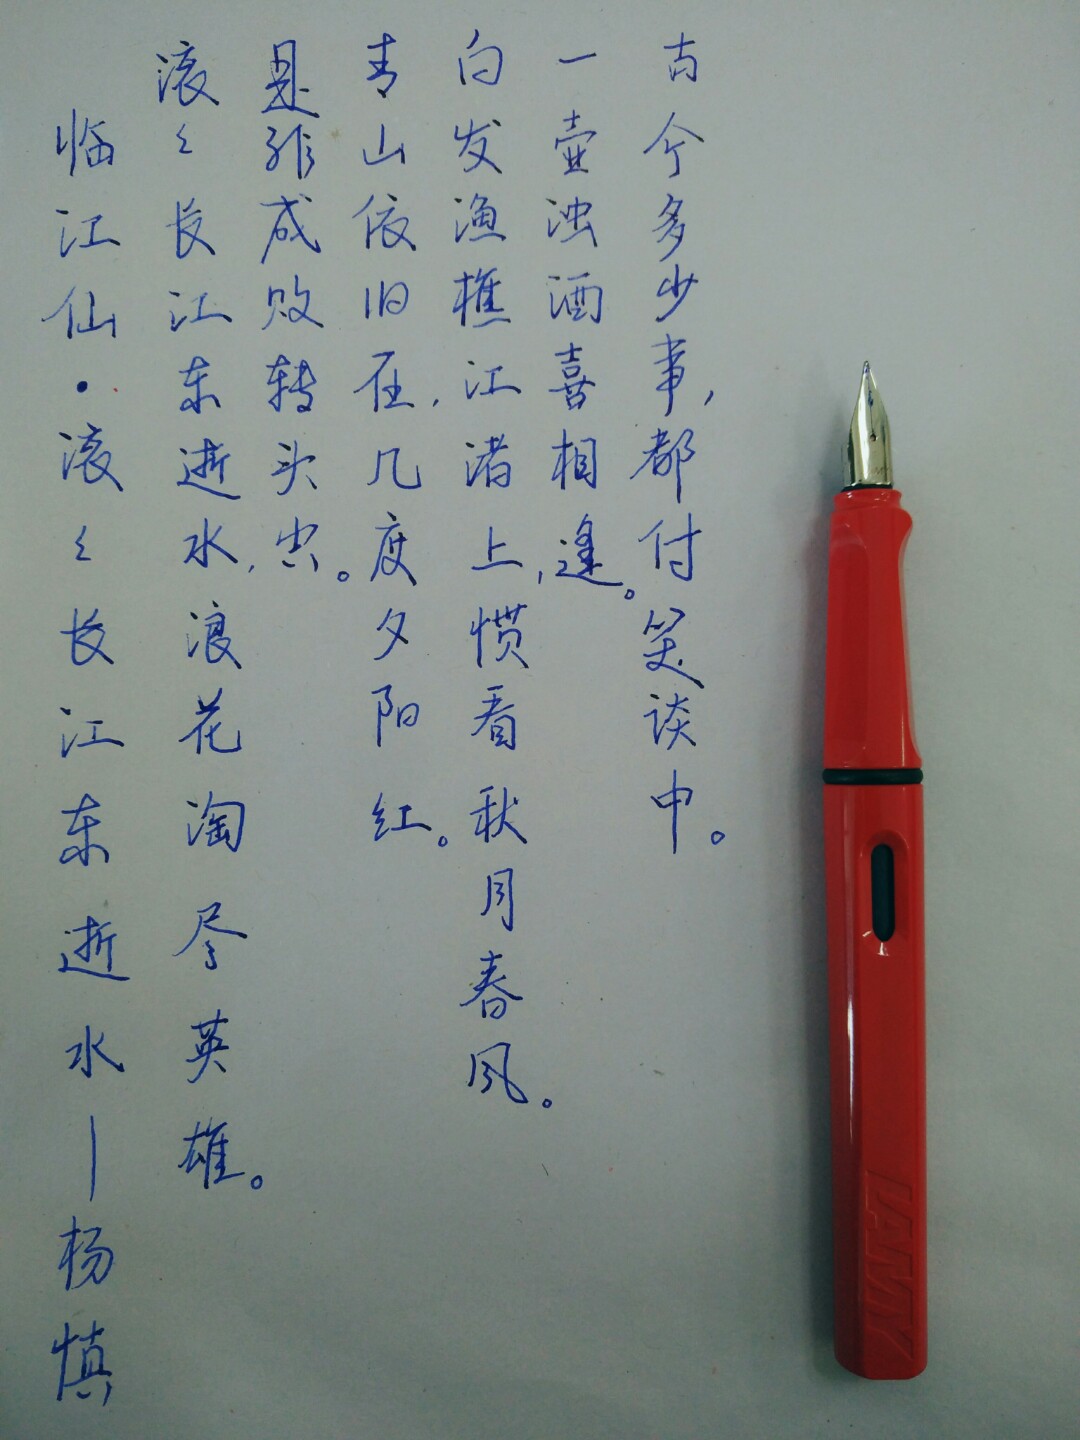 临江仙·滚々长江东逝水—杨慎
滚々长江东逝水,浪花淘尽英雄。
是非成败转头空。
青山依旧在,几度夕阳红。
白发渔樵江渚上,惯看秋月春风。
一壶浊酒喜相逢。
古今多少事,都付笑谈中。
LAMY